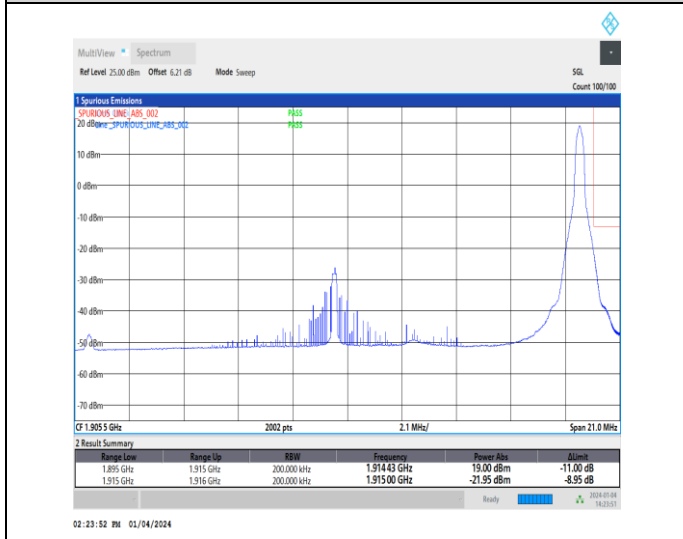 MultiView Spectrum
Ref Level 25.00 dBm Offset 6.21 dB Mode Sweep SGL
Count 100/100
1 Spurious Emissions
SPURIOUS_LINE_ABS_002 PASS
20 dBm
Line _SPURIOUS_LINE_ABS_002 PASS
10 dBm
0 dBm
-10 dBm
-20 dBm
-30 dBm
-40 dBm
-50 dBm
-60 dBm
-70 dBm
CF 1.905 5 GHz 2002 pts 2.1 MHz/ Span 21.0 MHz
2 Result Summary
Range Low Range Up RBW Frequency Power Abs ΔLimit
1.895 GHz 1.915 GHz 200.000 kHz 1.914 43 GHz 19.00 dBm -11.00 dB
1.915 GHz 1.916 GHz 200.000 kHz 1.915 00 GHz -21.95 dBm -8.95 dB
Ready 2024-01-04
14:23:51
02:23:52 PM 01/04/2024